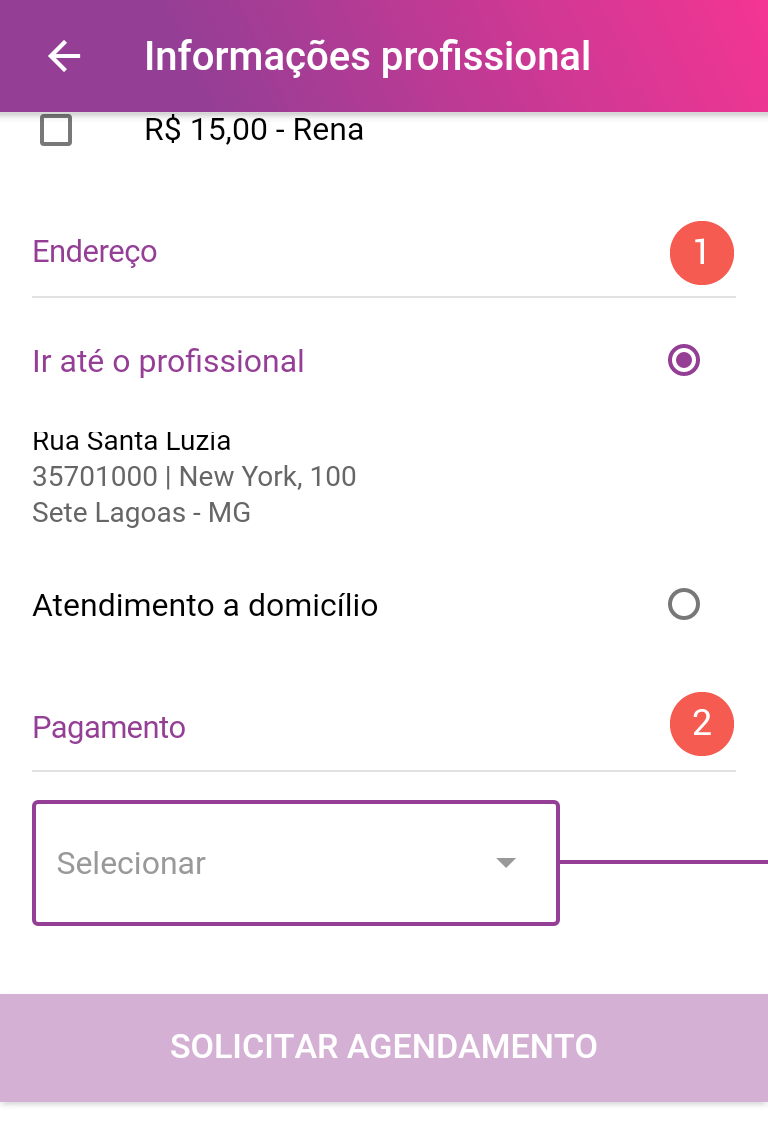 Informações profissional
R$ 15,00 - Rena
Endereço
1
Ir até o profissional
Rua Santa Luzia
35701000 | New York, 100
Sete Lagoas - MG
Atendimento a domicílio
Pagamento
2
Selecionar
SOLICITAR AGENDAMENTO